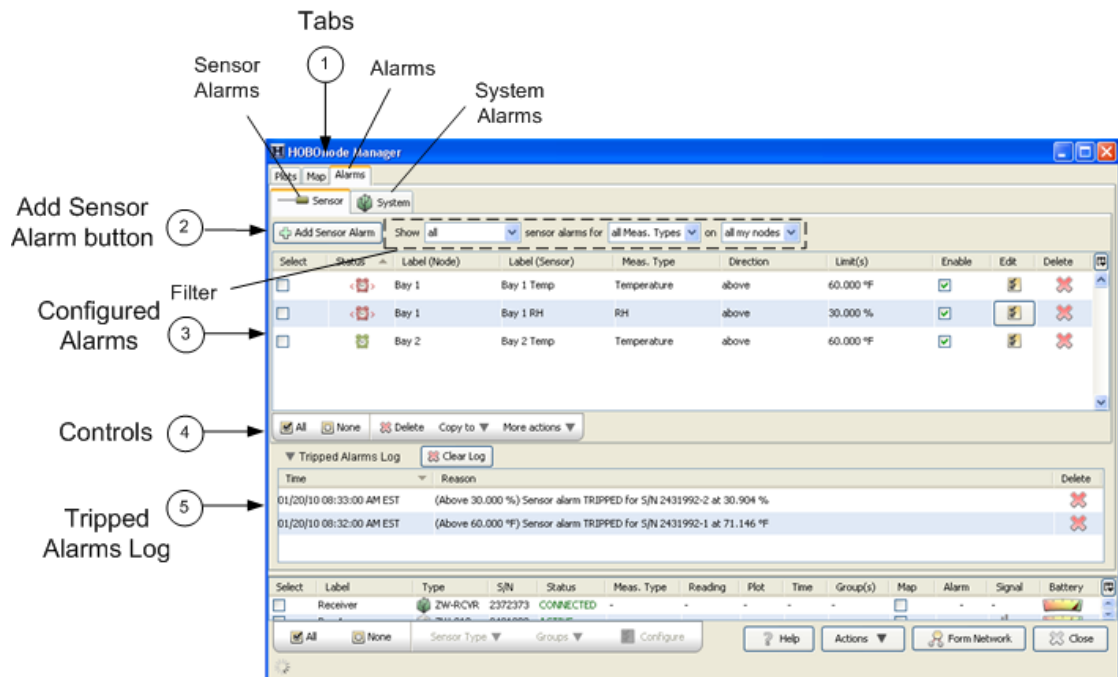 Tabs
1
Sensor Alarms
Alarms
System Alarms
HOBOnode Manager
Plots Map Alarms
Sensor System
Add Sensor Alarm button
2
Add Sensor Alarm Show all sensor alarms for all Meas. Types on all my nodes
Select Status Label (Node) Label (Sensor) Meas. Type Direction Limit(s) Enable Edit Delete
Filter
Bay 1 Bay 1 Temp Temperature above 60.000 °F
Configured Alarms
3
Bay 1 Bay 1 RH RH above 30.000 %
Bay 2 Bay 2 Temp Temperature above 60.000 °F
Controls
4
All None Delete Copy to More actions
Tripped Alarms Log Clear Log
Time Reason Delete
Tripped Alarms Log
5
01/20/10 08:33:00 AM EST (Above 30.000 %) Sensor alarm TRIPPED for S/N 2431992-2 at 30.904 %
01/20/10 08:32:00 AM EST (Above 60.000 °F) Sensor alarm TRIPPED for S/N 2431992-1 at 71.146 °F
Select Label Type S/N Status Meas. Type Reading Plot Time Group(s) Map Alarm Signal Battery
Receiver ZW-RCVR 2372373 CONNECTED - - - - - - -
All None Sensor Type Groups Configure Help Actions Form Network Close